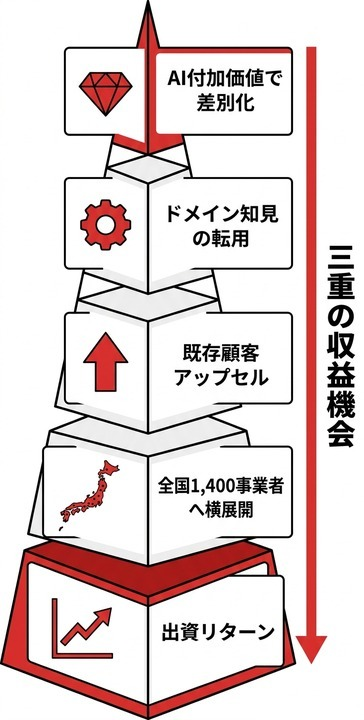 AI付加価値で
差別化
ドメイン知見
の転用
既存顧客
アップセル
全国1,400事業者
へ横展開
出資リターン
三重の収益機会